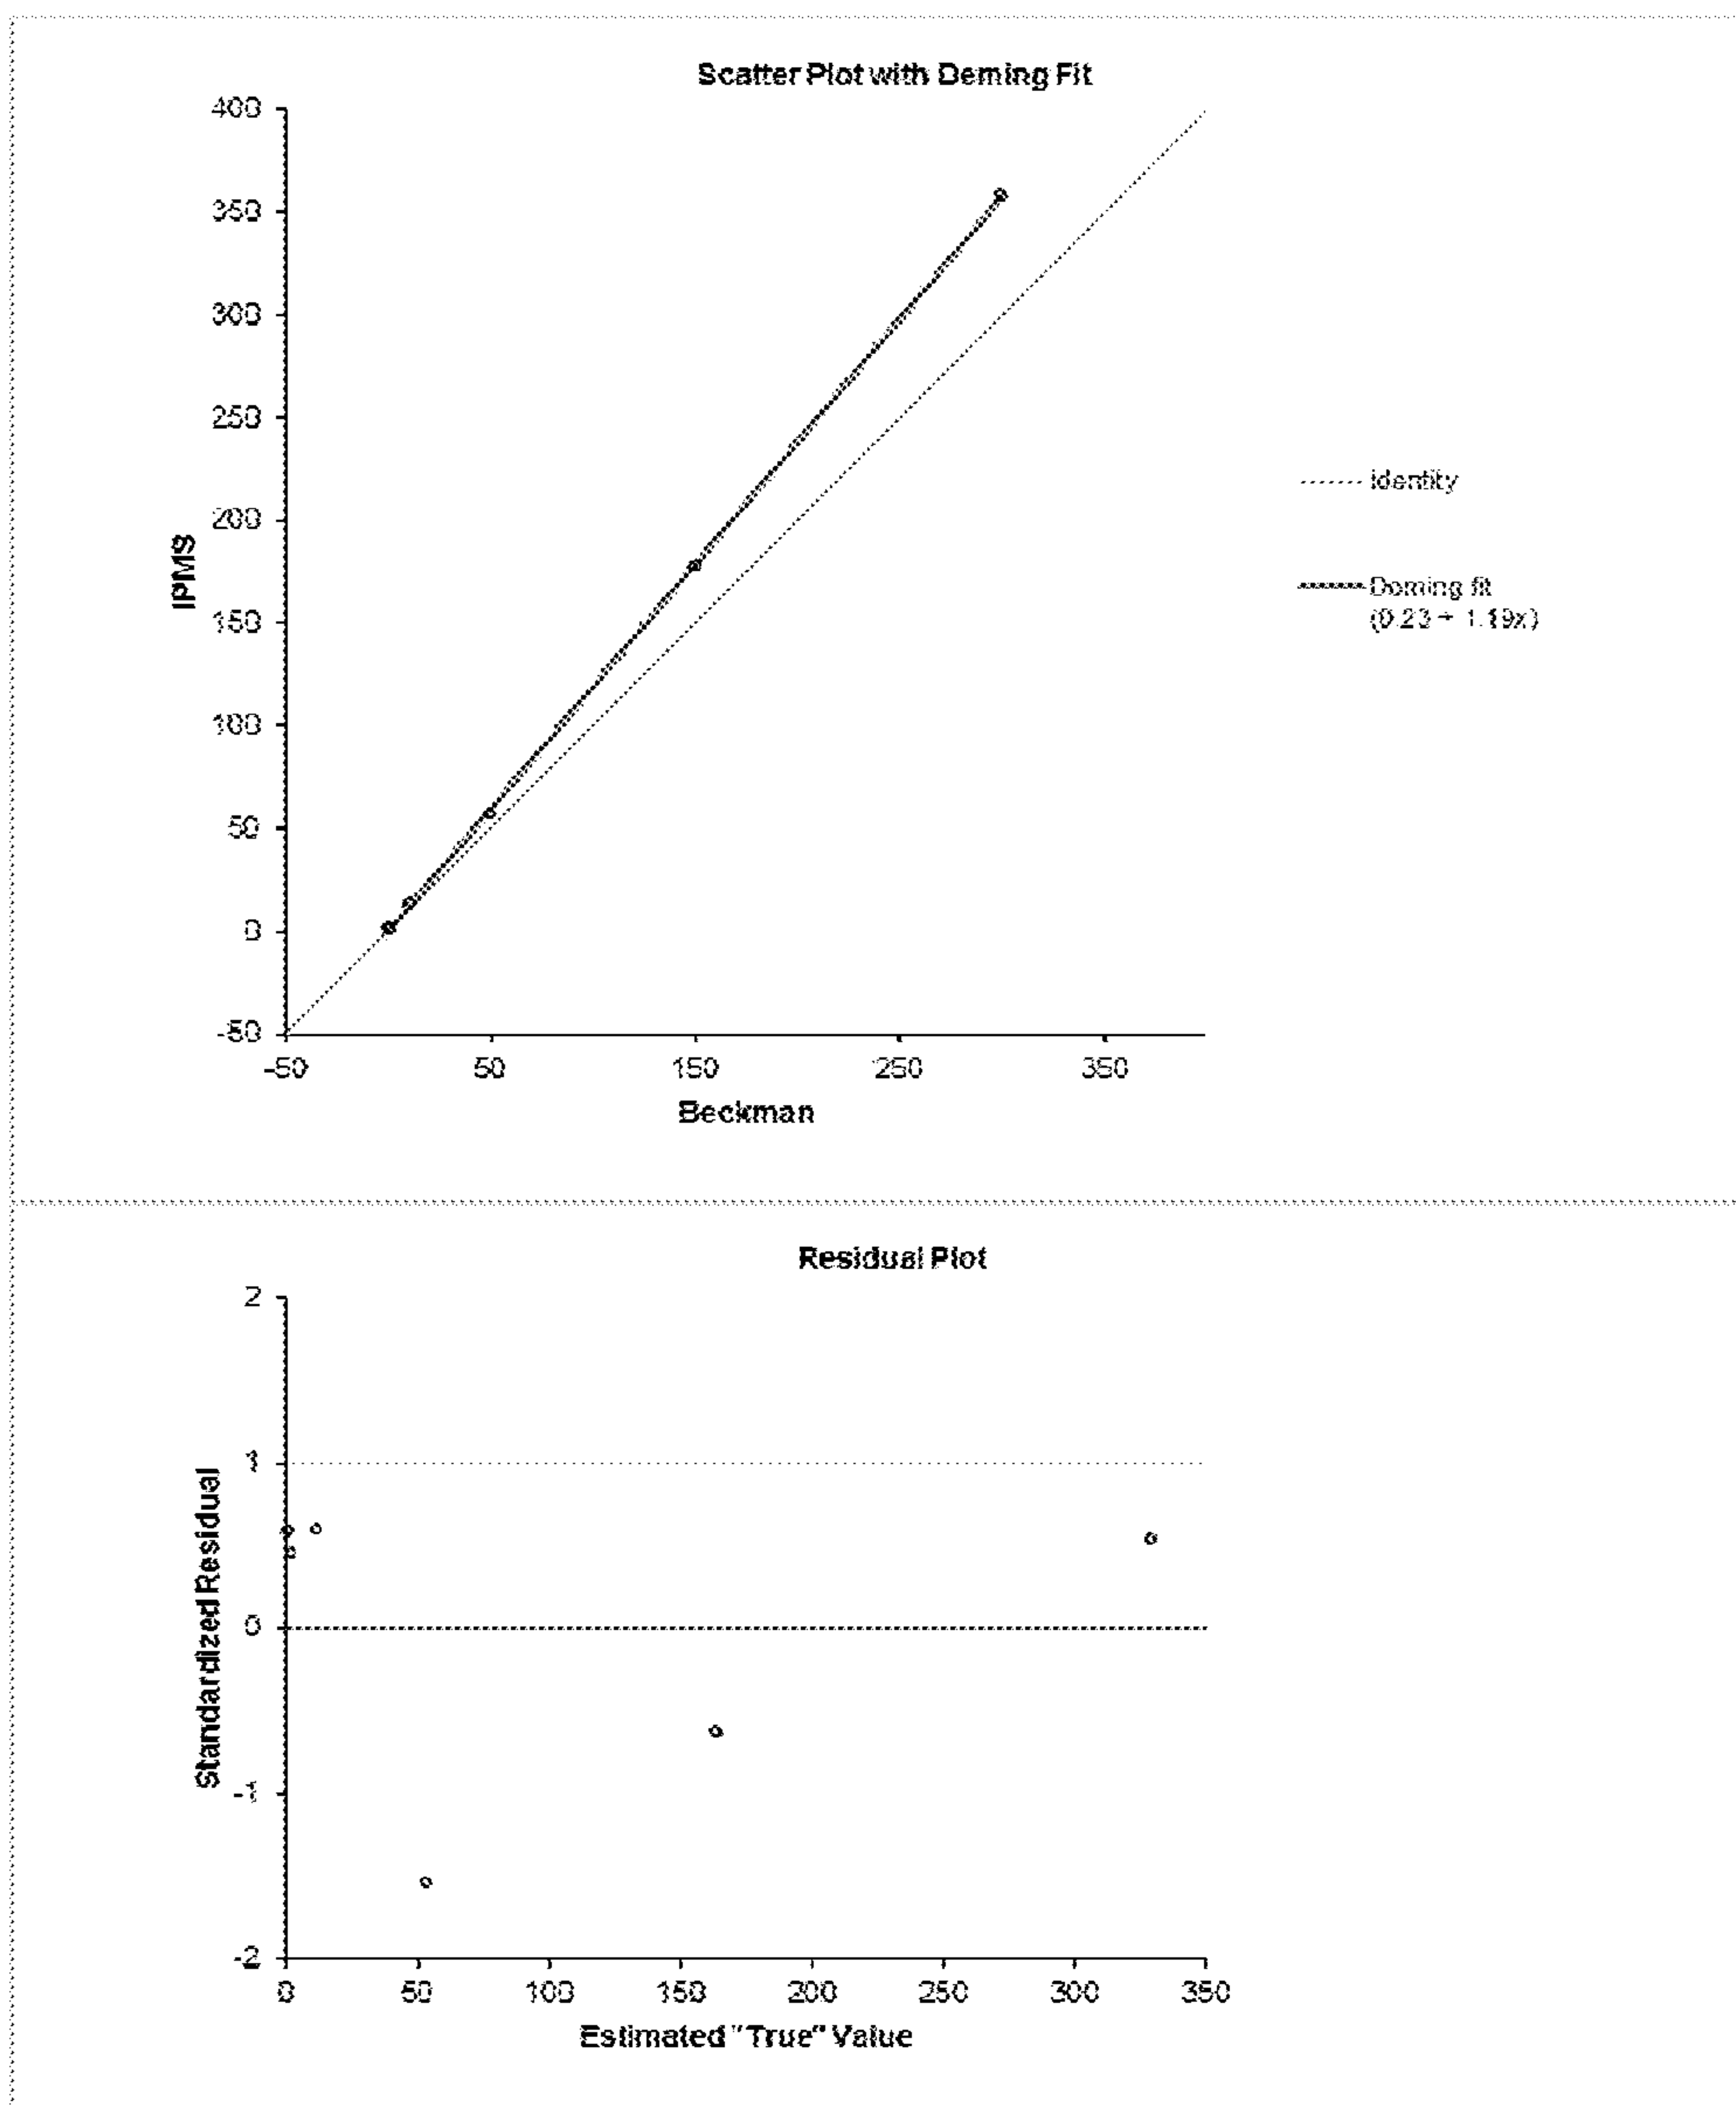 Scatter Plot with Deming Fit
400
350
300
250
200
150
100
50
0
-50
IPMS
-50 50 150 250 350
Beckman
Identity
Deming fit
(0.23 + 1.19x)
Residual Plot
2
1
0
-1
-2
Standardized Residual
0 50 100 150 200 250 300 350
Estimated "True" Value